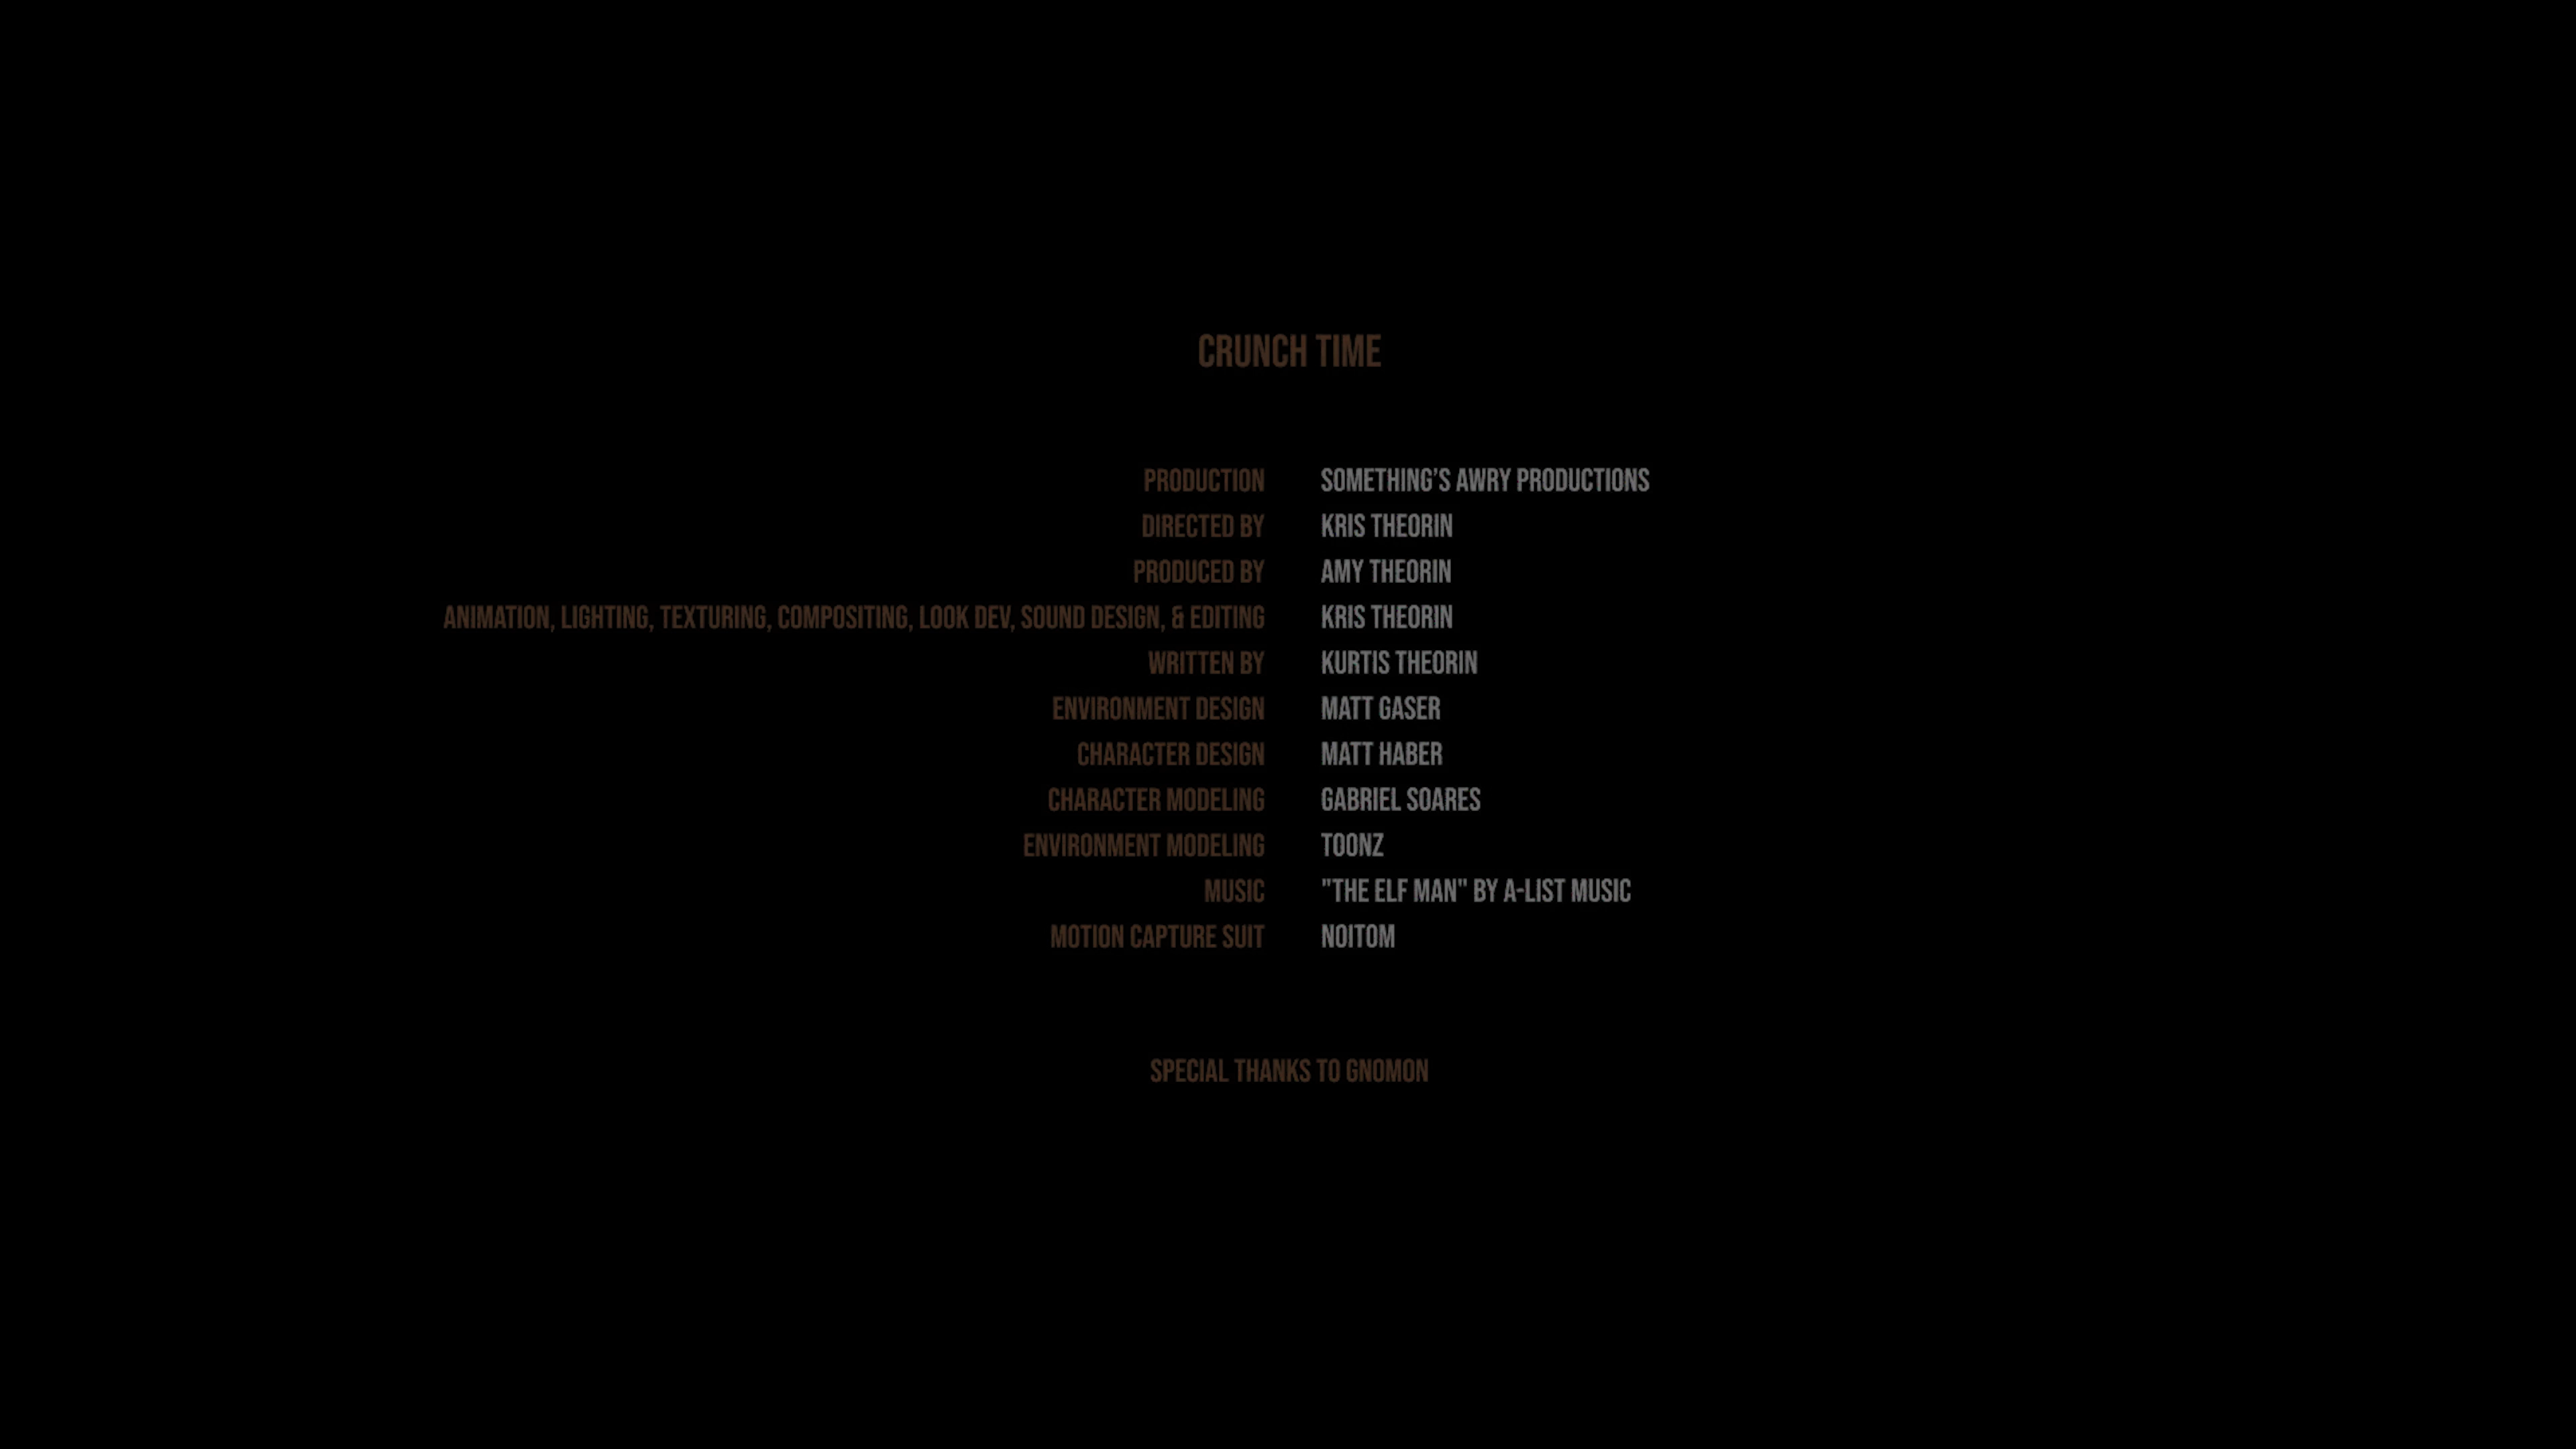 CRUNCH TIME
PRODUCTION SOMETHING'S AWRY PRODUCTIONS
DIRECTED BY KRIS THEORIN
PRODUCED BY AMY THEORIN
ANIMATION, LIGHTING, TEXTURING, COMPOSITING, LOOK DEV, SOUND DESIGN, & EDITING KRIS THEORIN
WRITTEN BY KURTIS THEORIN
ENVIRONMENT DESIGN MATT GASER
CHARACTER DESIGN MATT HABER
CHARACTER MODELING GABRIEL SOARES
ENVIRONMENT MODELING TOONZ
MUSIC "THE ELF MAN" BY A-LIST MUSIC
MOTION CAPTURE SUIT NOITOM
SPECIAL THANKS TO GNOMON